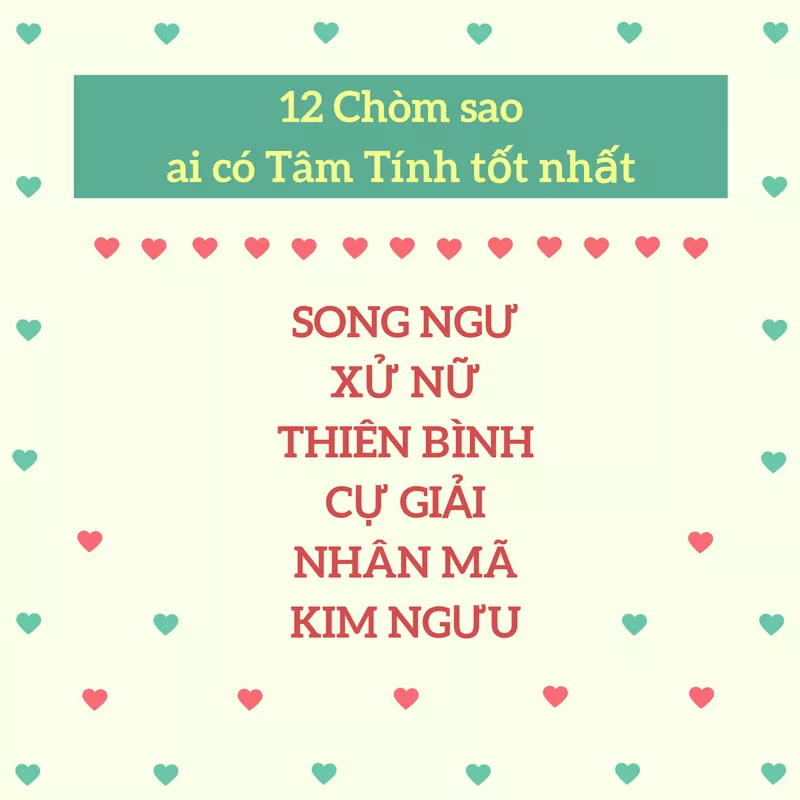 12 Chòm sao
ai có Tâm Tính tốt nhất
SONG NGƯ
XỬ NỮ
THIÊN BÌNH
CỰ GIẢI
NHÂN MÃ
KIM NGƯU